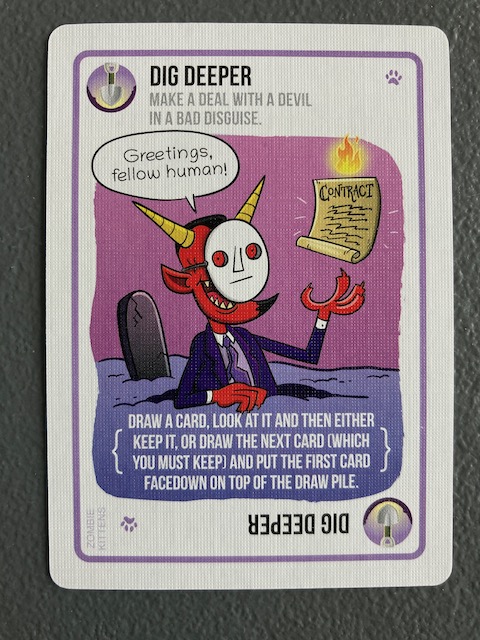 DIG DEEPER
MAKE A DEAL WITH A DEVIL
IN A BAD DISGUISE.
Greetings,
fellow human!
CONTRACT
DRAW A CARD, LOOK AT IT AND THEN EITHER
KEEP IT, OR DRAW THE NEXT CARD (WHICH
YOU MUST KEEP) AND PUT THE FIRST CARD
FACEDOWN ON TOP OF THE DRAW PILE.
ZOMBIE
KITTENS
DIG DEEPER